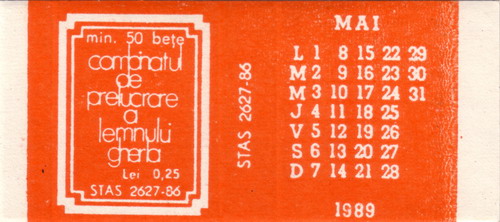 min. 50 bețe
combinatul
de
prelucrare
a
lemnului
gherla
Lei 0,25
STAS 2627-86
STAS 2627-86
MAI
L 1 8 15 22 29
M 2 9 16 23 30
M 3 10 17 24 31
J 4 11 18 25
V 5 12 19 26
S 6 13 20 27
D 7 14 21 28
1989